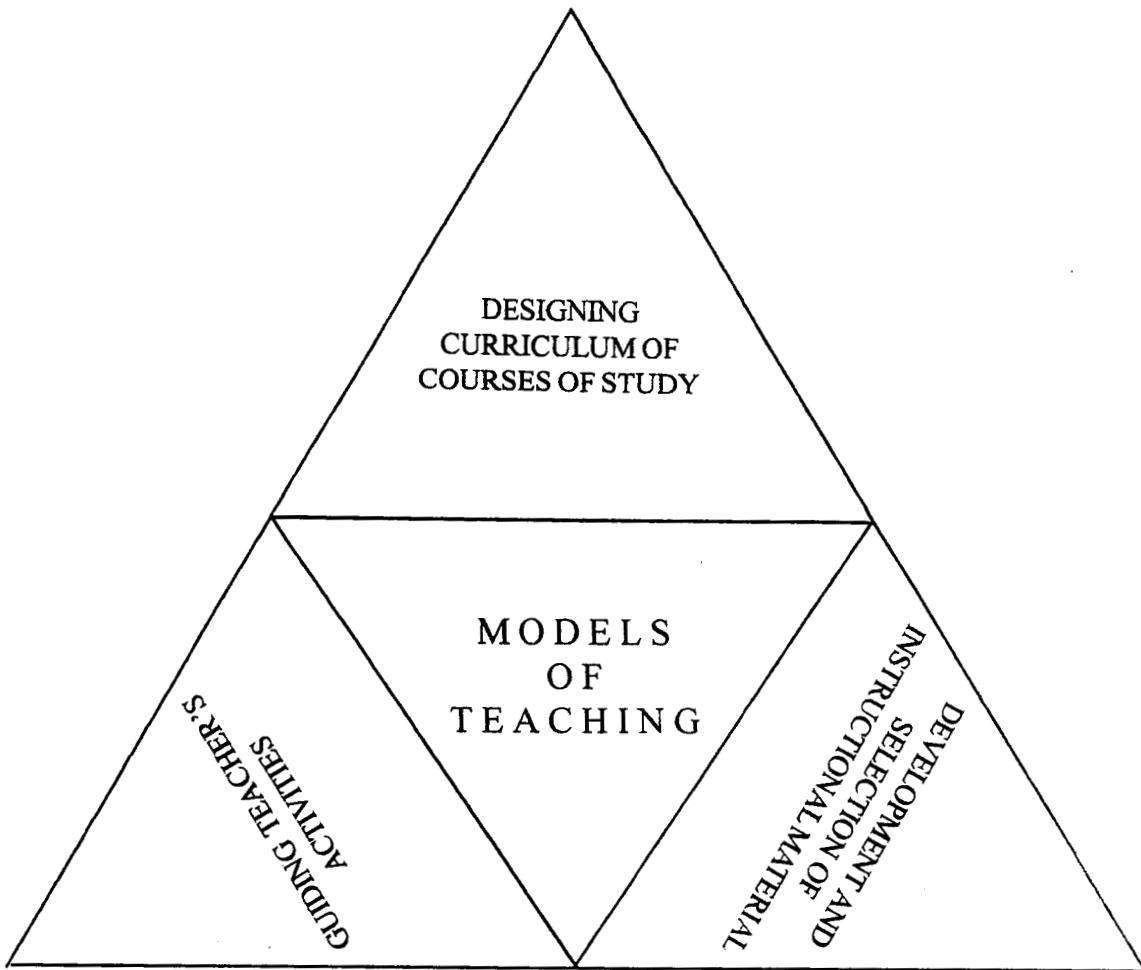 DESIGNING
CURRICULUM OF
COURSES OF STUDY
MODELS
OF
TEACHING
GUIDING TEACHER'S
ACTIVITIES
DEVELOPMENT AND
SELECTION OF
INSTRUCTIONAL MATERIAL